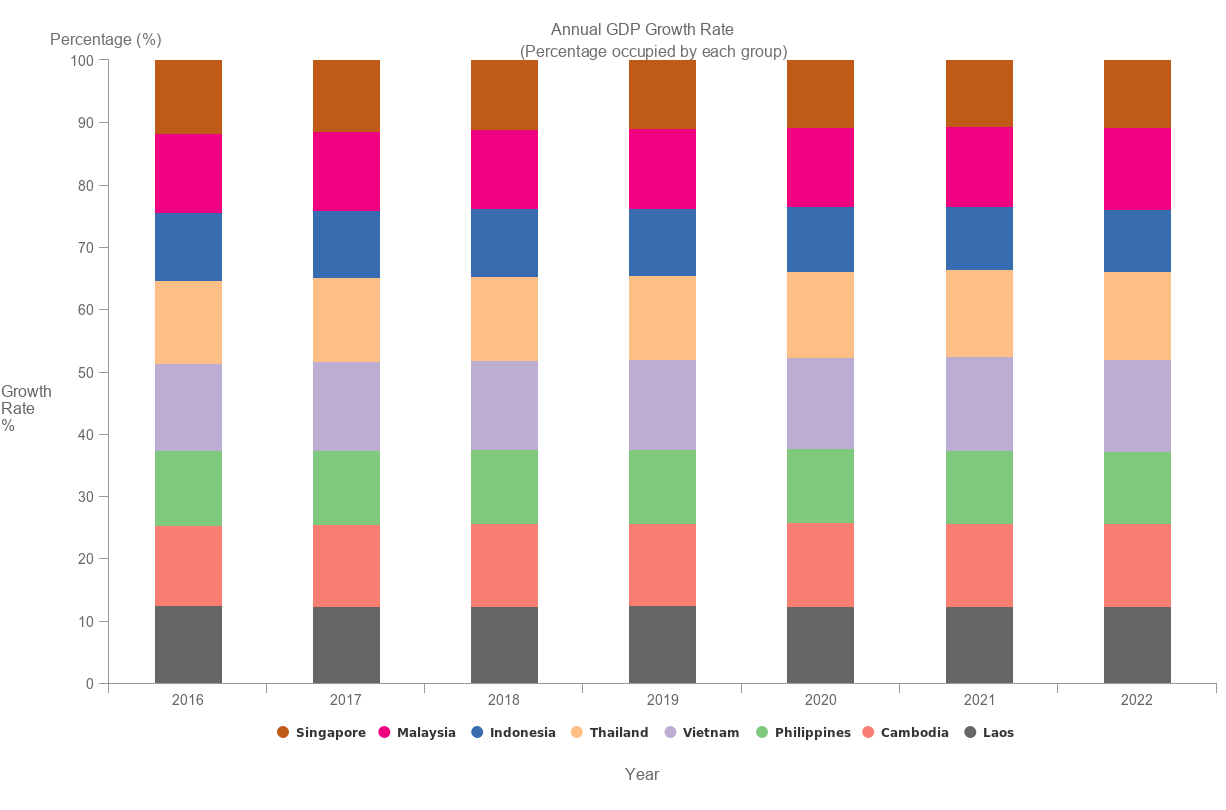 Annual GDP Growth Rate
(Percentage occupied by each group)
Percentage (%)
100
90
80
70
60
50
40
30
20
10
0
Growth
Rate
%
2016 2017 2018 2019 2020 2021 2022
Singapore Malaysia Indonesia Thailand Vietnam Philippines Cambodia Laos
Year